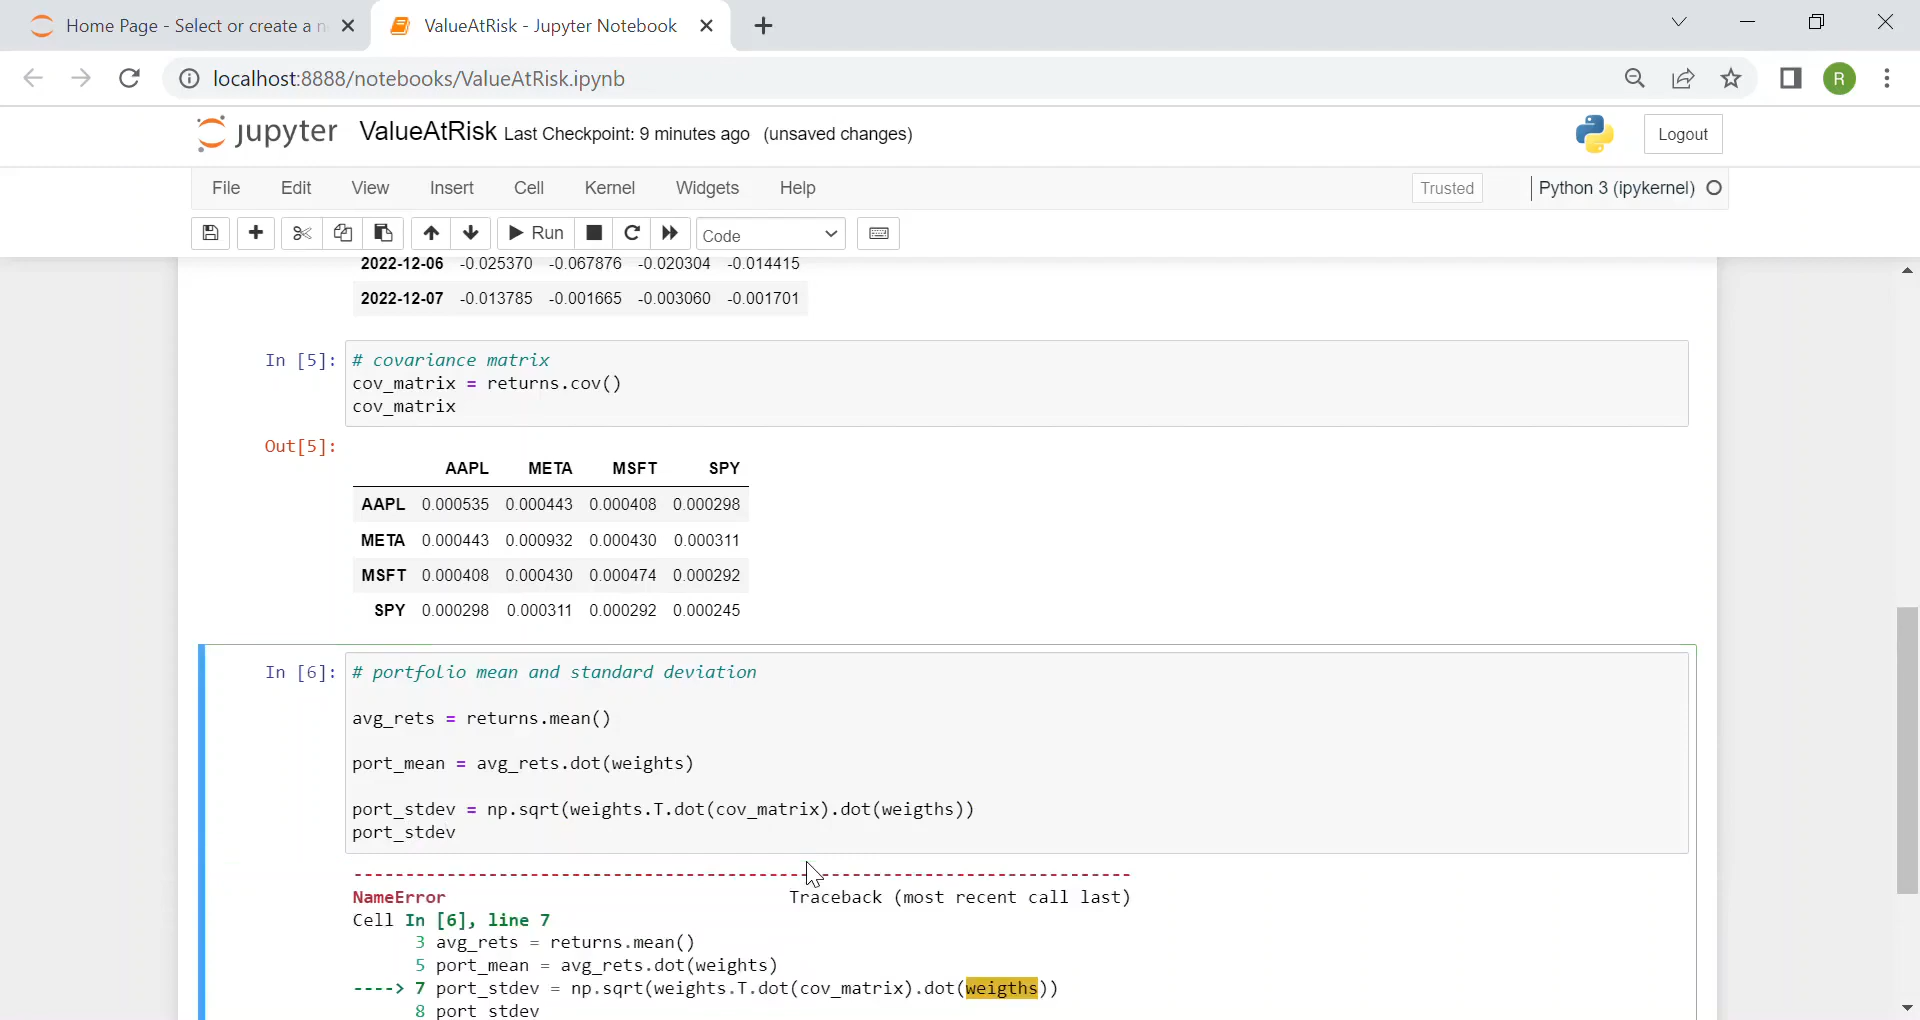 Home Page - Select or create a n
ValueAtRisk - Jupyter Notebook
localhost:8888/notebooks/ValueAtRisk.ipynb
R
jupyter ValueAtRisk Last Checkpoint: 9 minutes ago (unsaved changes)
Logout
File Edit View Insert Cell Kernel Widgets Help
Trusted
Python 3 (ipykernel)
Run
Code
2022-12-06 -0.025370 -0.067876 -0.020304 -0.014415
2022-12-07 -0.013785 -0.001665 -0.003060 -0.001701
In [5]: # covariance matrix
cov_matrix = returns.cov()
cov_matrix
Out[5]:
AAPL META MSFT SPY
AAPL 0.000535 0.000443 0.000408 0.000298
META 0.000443 0.000932 0.000430 0.000311
MSFT 0.000408 0.000430 0.000474 0.000292
SPY 0.000298 0.000311 0.000292 0.000245
In [6]: # portfolio mean and standard deviation
avg_rets = returns.mean()
port_mean = avg_rets.dot(weights)
port_stdev = np.sqrt(weights.T.dot(cov_matrix).dot(weigths))
port_stdev
---------------------------------------------------------------------------
NameError Traceback (most recent call last)
Cell In [6], line 7
3 avg_rets = returns.mean()
5 port_mean = avg_rets.dot(weights)
----> 7 port_stdev = np.sqrt(weights.T.dot(cov_matrix).dot(weigths))
8 port_stdev